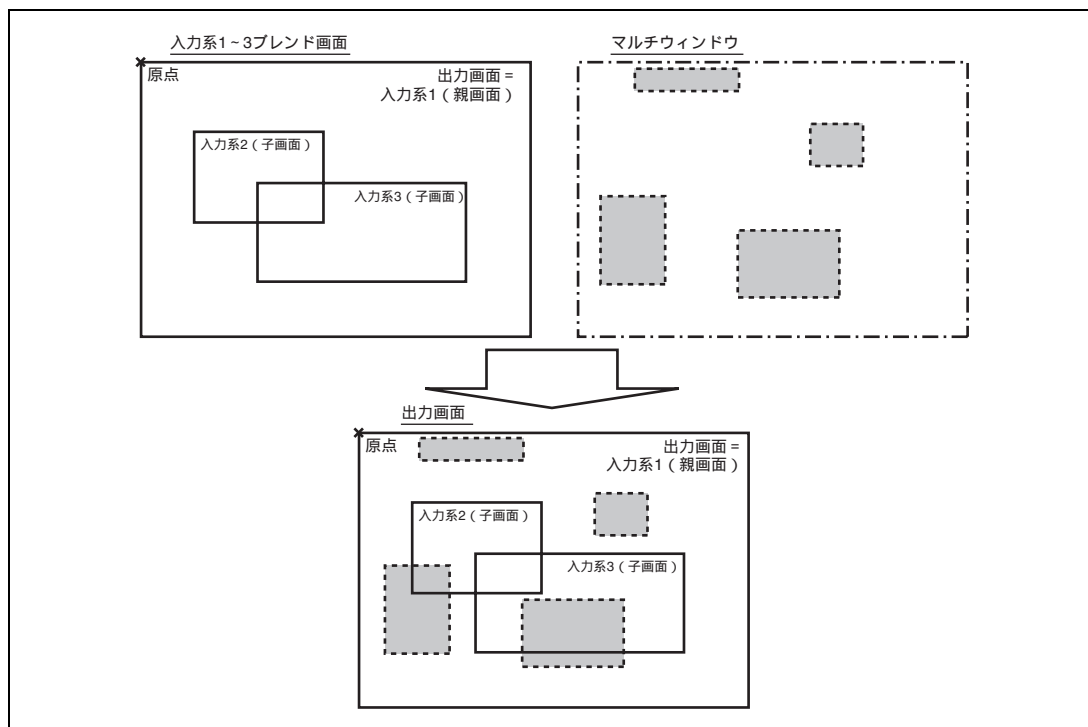 入力系1~3ブレンド画面
原点
出力画面=
入力系1(親画面)
入力系2(子画面)
入力系3(子画面)
マルチウィンドウ
出力画面
原点
出力画面=
入力系1(親画面)
入力系2(子画面)
入力系3(子画面)